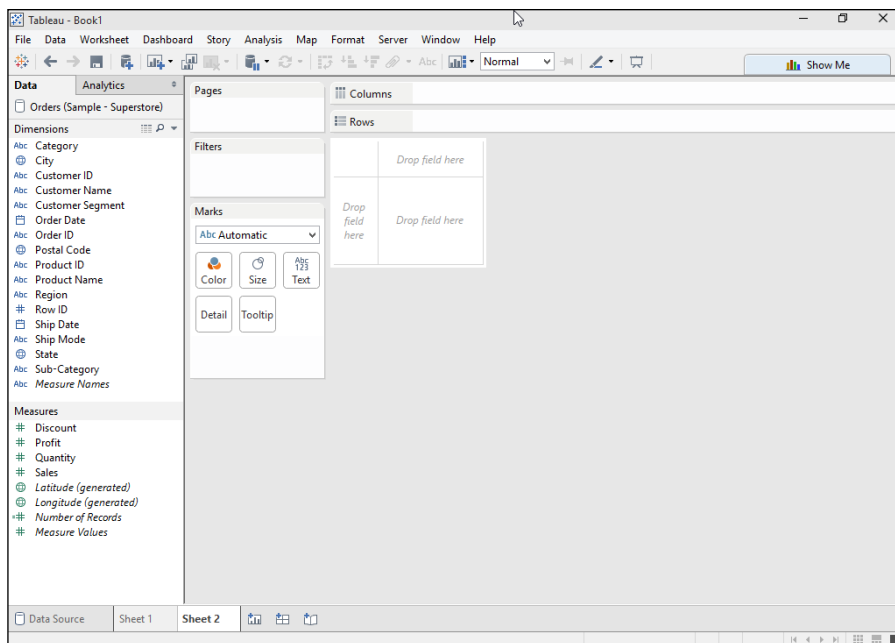 Tableau - Book1
File Data Worksheet Dashboard Story Analysis Map Format Server Window Help
Abc Normal Show Me
Data Analytics
Orders (Sample - Superstore)
Dimensions
Abc Category
City
Abc Customer ID
Abc Customer Name
Abc Customer Segment
Order Date
Abc Order ID
Postal Code
Abc Product ID
Abc Product Name
Abc Region
# Row ID
Ship Date
Abc Ship Mode
State
Abc Sub-Category
Abc Measure Names
Measures
# Discount
# Profit
# Quantity
# Sales
Latitude (generated)
Longitude (generated)
=# Number of Records
# Measure Values
Pages
Filters
Marks
Abc Automatic
Abc
123
Color Size Text
Detail Tooltip
Columns
Rows
Drop field here
Drop
field
here
Drop field here
Data Source Sheet 1 Sheet 2